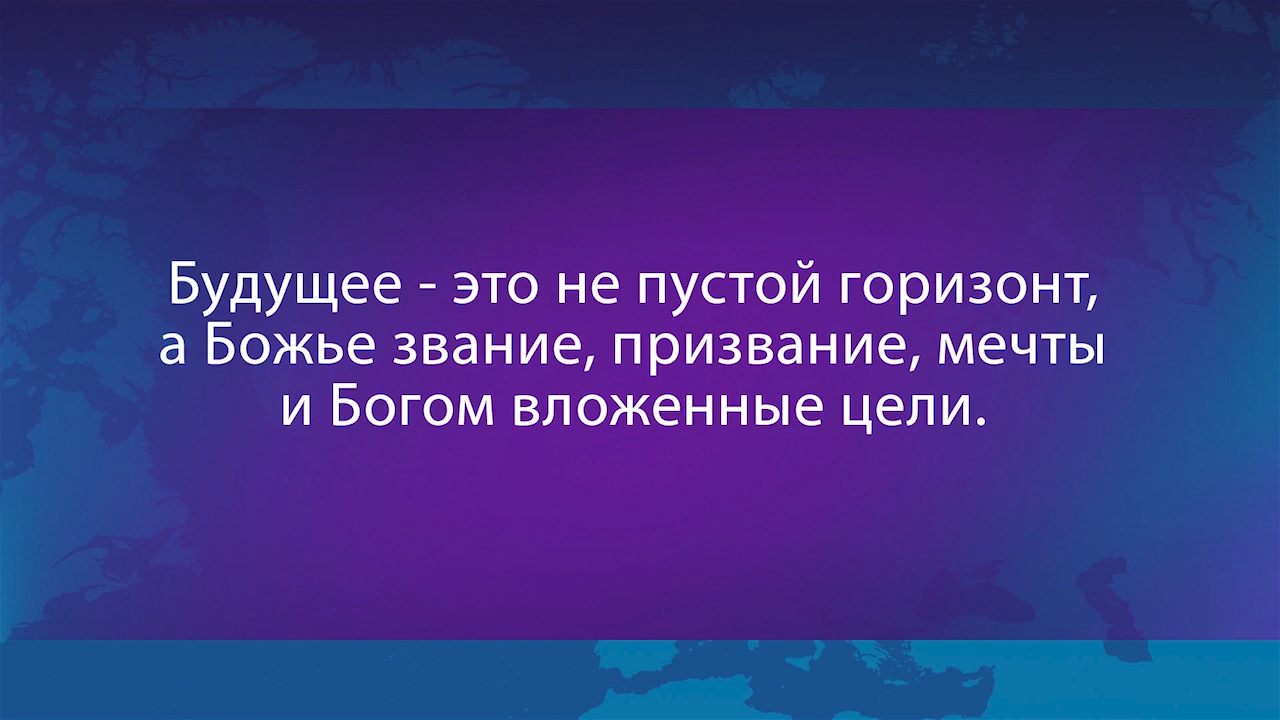 Будущее - это не пустой горизонт,
а Божье звание, призвание, мечты
и Богом вложенные цели.